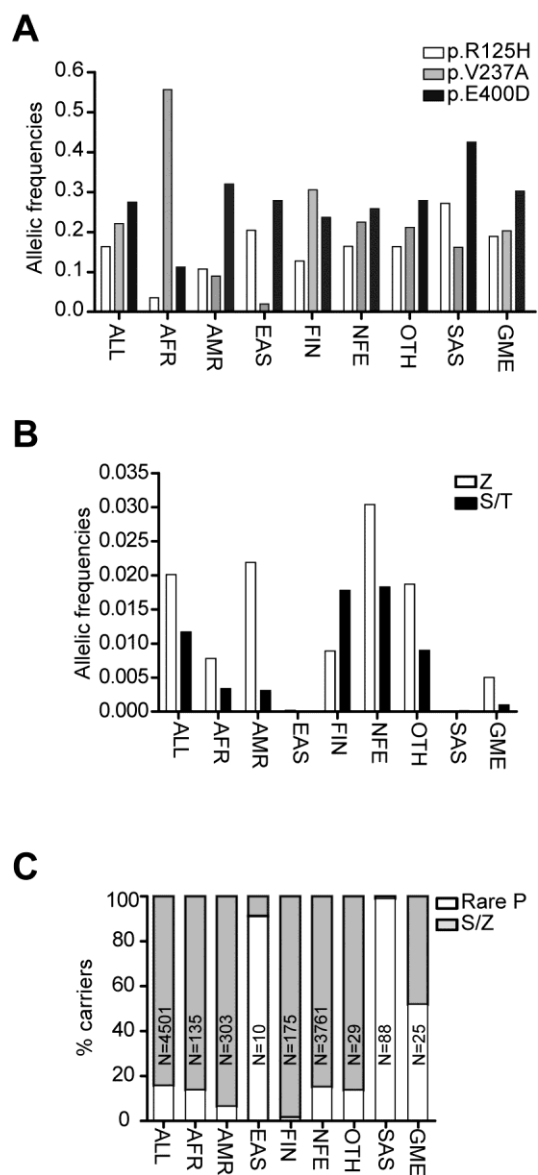 A
p.R125H
p.V237A
p.E400D
Allelic frequencies
0.6
0.5
0.4
0.3
0.2
0.1
0.0
ALL
AFR
AMR
EAS
FIN
NFE
OTH
SAS
GME
B
Z
S/T
Allelic frequencies
0.035
0.030
0.025
0.020
0.015
0.010
0.005
0.000
ALL
AFR
AMR
EAS
FIN
NFE
OTH
SAS
GME
C
Rare P
S/Z
% carriers
100
80
60
40
20
0
N=4501
N=135
N=303
N=10
N=175
N=3761
N=29
N=88
N=25
ALL
AFR
AMR
EAS
FIN
NFE
OTH
SAS
GME